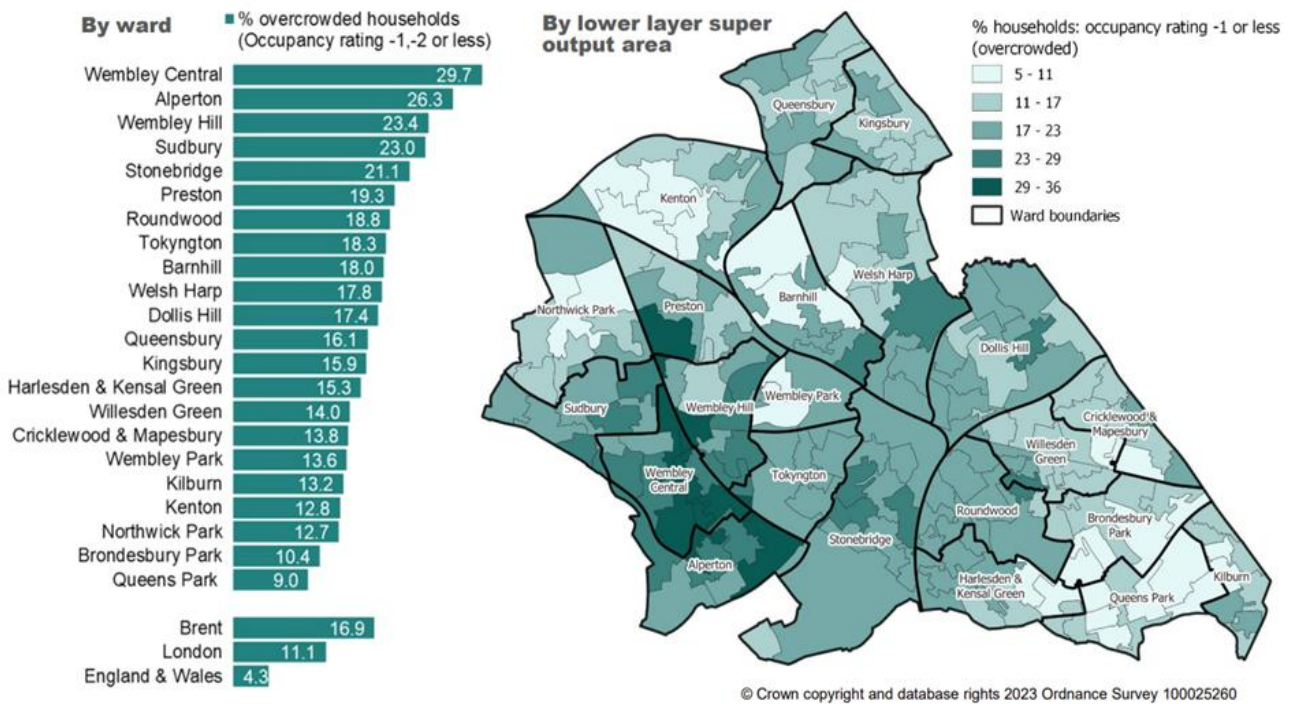 By ward
% overcrowded households
(Occupancy rating -1,-2 or less)
Wembley Central 29.7
Alperton 26.3
Wembley Hill 23.4
Sudbury 23.0
Stonebridge 21.1
Preston 19.3
Roundwood 18.8
Tokyngton 18.3
Barnhill 18.0
Welsh Harp 17.8
Dollis Hill 17.4
Queensbury 16.1
Kingsbury 15.9
Harlesden & Kensal Green 15.3
Willesden Green 14.0
Cricklewood & Mapesbury 13.8
Wembley Park 13.6
Kilburn 13.2
Kenton 12.8
Northwick Park 12.7
Brondesbury Park 10.4
Queens Park 9.0
Brent 16.9
London 11.1
England & Wales 4.3
By lower layer super
output area
% households: occupancy rating -1 or less
(overcrowded)
5 - 11
11 - 17
17 - 23
23 - 29
29 - 36
Ward boundaries
Queensbury
Kingsbury
Kenton
Welsh Harp
Barnhill
Northwick Park
Preston
Dollis Hill
Wembley Park
Sudbury
Wembley Hill
Cricklewood &
Mapesbury
Willesden
Green
Wembley
Central
Tokyngton
Roundwood
Brondesbury
Park
Stonebridge
Alperton
Harlesden &
Kensal Green
Kilburn
Queens Park
© Crown copyright and database rights 2023 Ordnance Survey 100025260